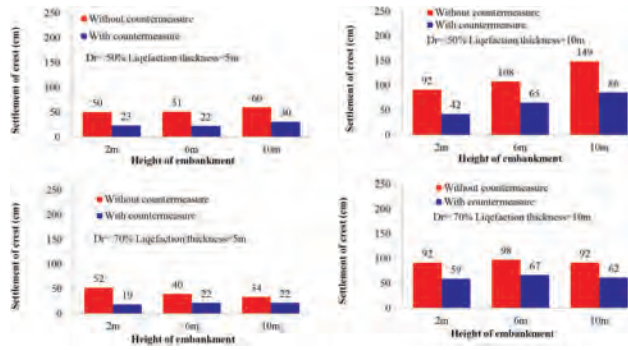 Without countermeasure
With countermeasure
Dr= 50% Liqefaction thickness=5m
Settlement of crest (cm)
250
200
150
100
50
0
50
23
51
22
60
30
2m
6m
10m
Height of embankment
Without countermeasure
With countermeasure
Dr= 50% Liqefaction thickness=10m
Settlement of crest (cm)
250
200
150
100
50
0
92
42
108
65
149
86
2m
6m
10m
Height of embankment
Without countermeasure
With countermeasure
Dr= 70% Liqefaction thickness=5m
Settlement of crest (cm)
250
200
150
100
50
0
52
19
40
22
34
22
2m
6m
10m
Height of embankment
Without countermeasure
With countermeasure
Dr= 70% Liqefaction thickness=10m
Settlement of crest (cm)
250
200
150
100
50
0
92
59
98
67
92
62
2m
6m
10m
Height of embankment